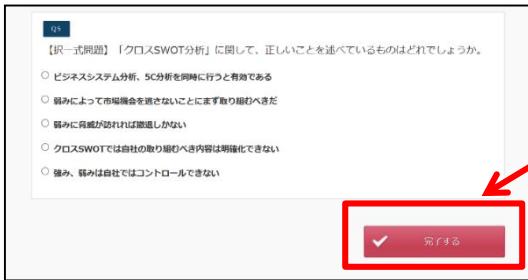 Q5
【択一式問題】「クロスSWOT分析」に関して、正しいことを述べているものはどれでしょうか。
ビジネスシステム分析、5C分析を同時に行うと有効である
弱みによって市場機会を逃さないことにまず取り組むべきだ
弱みに脅威が訪れれば撤退しかない
クロスSWOTでは自社の取り組むべき内容は明確化できない
強み、弱みは自社ではコントロールできない
完了する